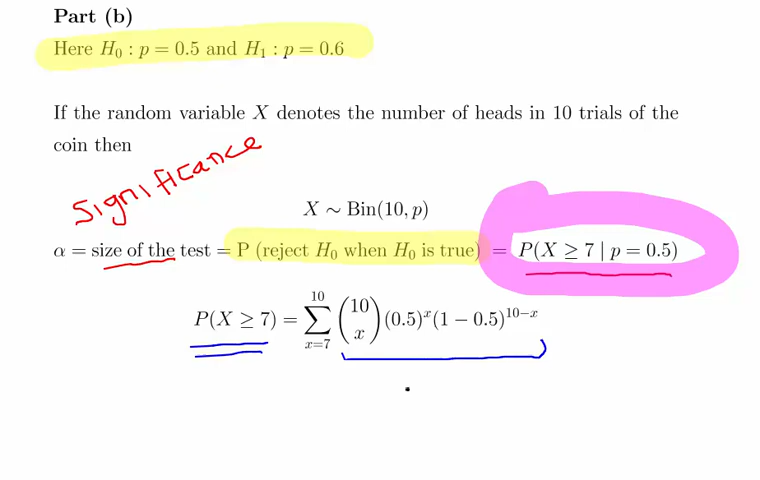 Part (b)
Here H₀ : p = 0.5 and H₁ : p = 0.6
If the random variable X denotes the number of heads in 10 trials of the
coin then
Significance
X ∼ Bin(10, p)
α = size of the test = P (reject H₀ when H₀ is true) = P(X ≥ 7 | p = 0.5)
P(X ≥ 7) = ∑_{x=7}^{10} \binom{10}{x} (0.5)^x (1 − 0.5)^{10−x}